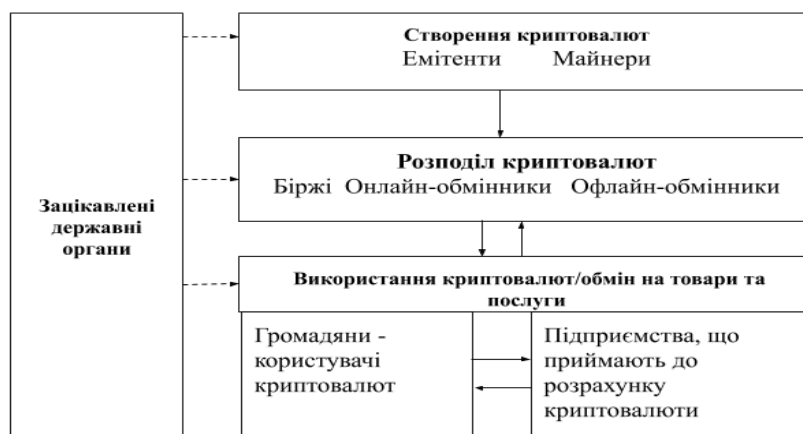 Зацікавлені
державні
органи
Створення криптовалют
Емітенти Майнери
Розподіл криптовалют
Біржі Онлайн-обмінники Офлайн-обмінники
Використання криптовалют/обмін на товари та
послуги
Громадяни -
користувачі
криптовалют
Підприємства, що
приймають до
розрахунку
криптовалюти